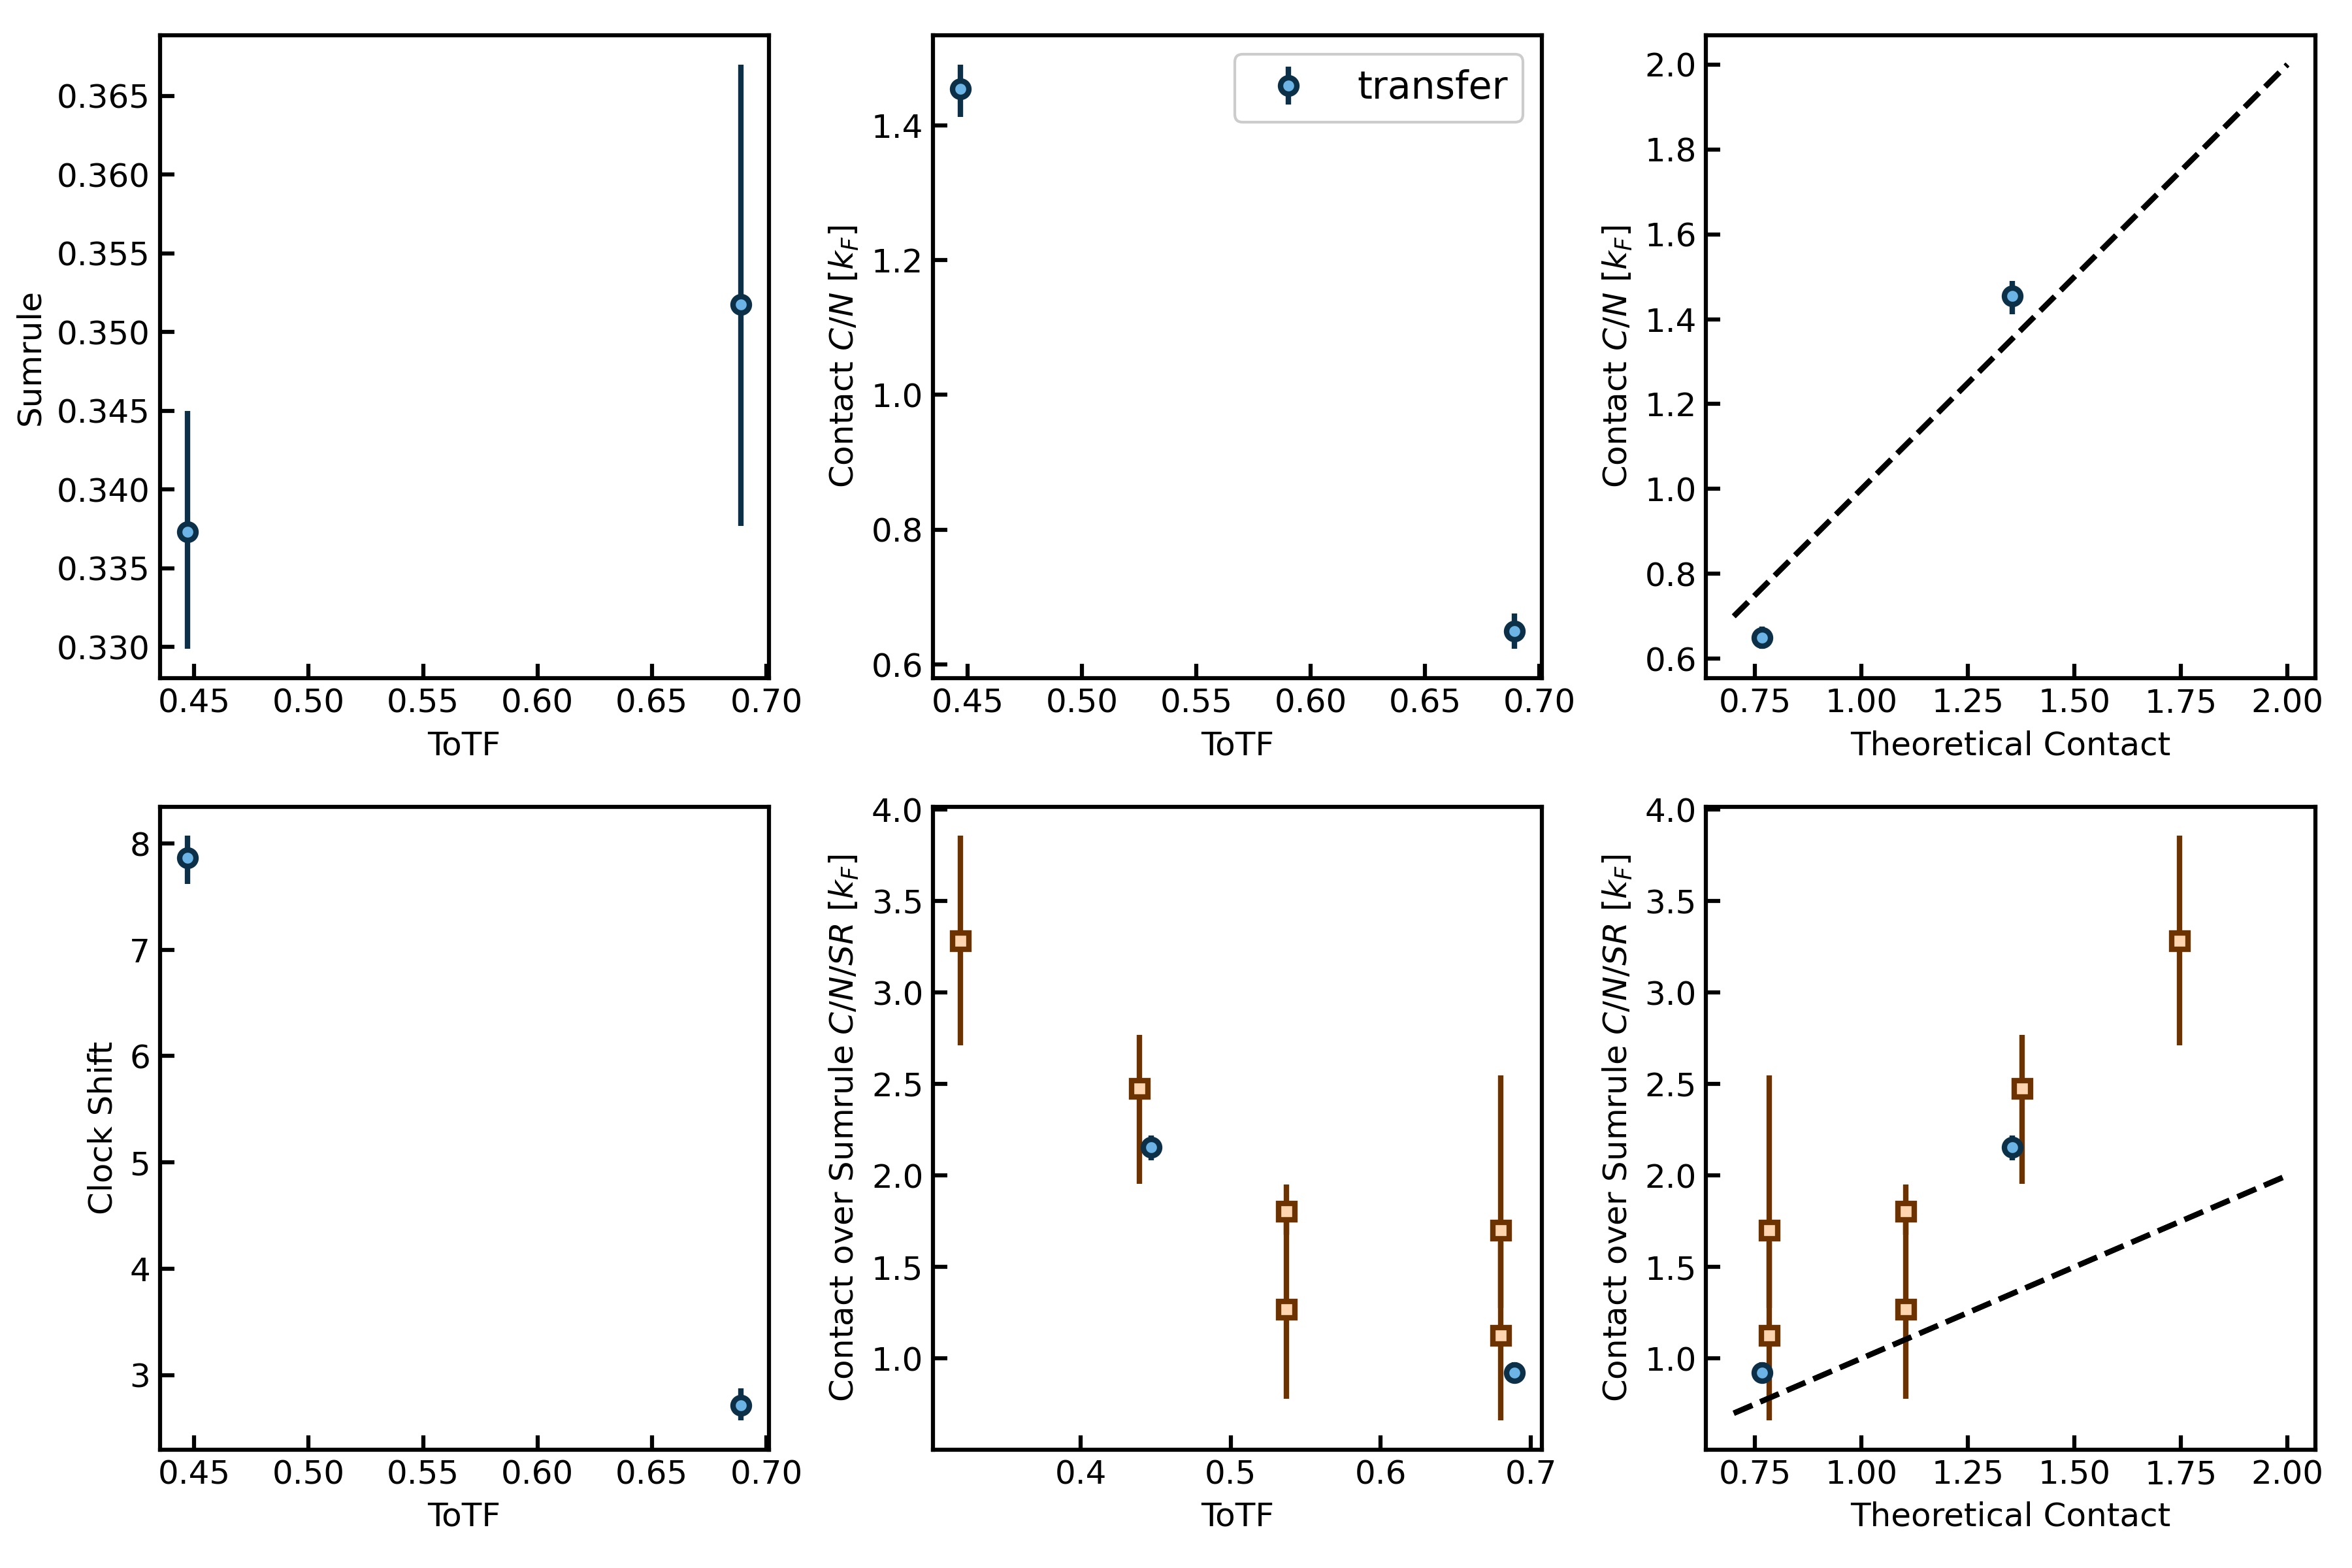 Sumrule
0.365
0.360
0.355
0.350
0.345
0.340
0.335
0.330
0.45 0.50 0.55 0.60 0.65 0.70
ToTF
Contact C/N [k_F]
transfer
1.4
1.2
1.0
0.8
0.6
0.45 0.50 0.55 0.60 0.65 0.70
ToTF
Contact C/N [k_F]
2.0
1.8
1.6
1.4
1.2
1.0
0.8
0.6
0.75 1.00 1.25 1.50 1.75 2.00
Theoretical Contact
Clock Shift
8
7
6
5
4
3
0.45 0.50 0.55 0.60 0.65 0.70
ToTF
Contact over Sumrule C/N/SR [k_F]
4.0
3.5
3.0
2.5
2.0
1.5
1.0
0.4 0.5 0.6 0.7
ToTF
Contact over Sumrule C/N/SR [k_F]
4.0
3.5
3.0
2.5
2.0
1.5
1.0
0.75 1.00 1.25 1.50 1.75 2.00
Theoretical Contact